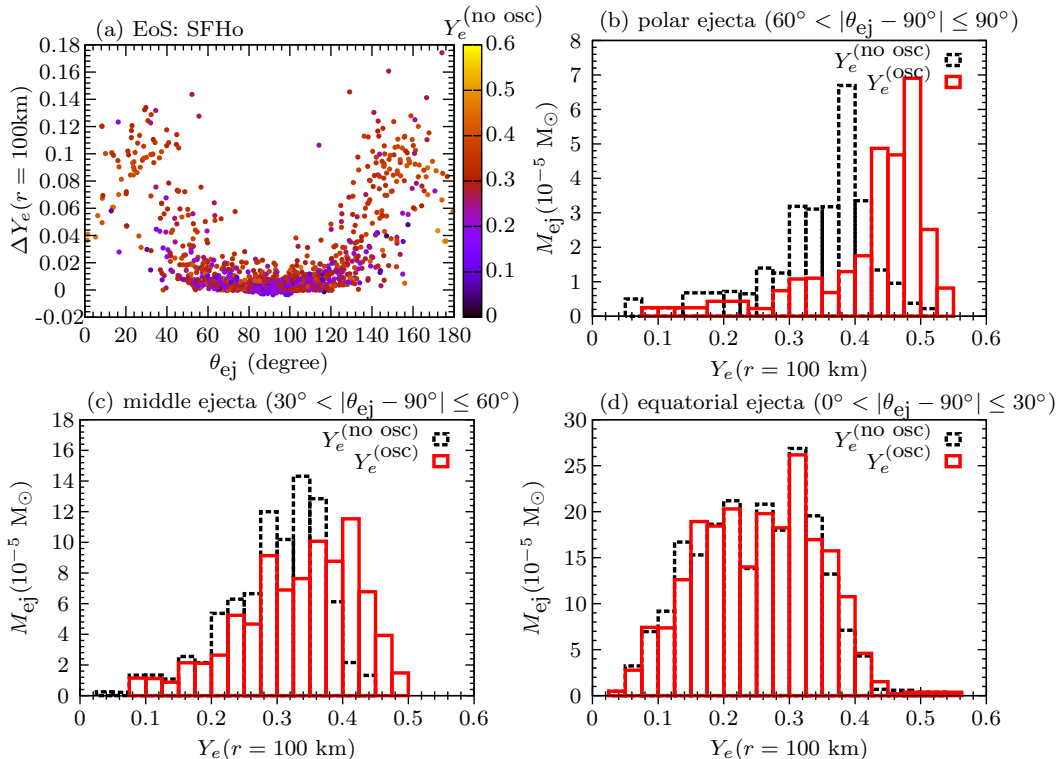 (a) EoS: SFHo
Y_e^(no osc)
0.18
0.16
0.14
0.12
0.1
0.08
0.06
0.04
0.02
0
-0.02
ΔY_e(r = 100km)
0 20 40 60 80 100 120 140 160 180
θ_ej (degree)
0.6
0.5
0.4
0.3
0.2
0.1
0
(b) polar ejecta (60° < |θ_ej − 90°| ≤ 90°)
Y_e^(no osc)
Y_e^(osc)
8
7
6
5
4
3
2
1
0
M_ej(10^−5 M_⊙)
0 0.1 0.2 0.3 0.4 0.5 0.6
Y_e(r = 100 km)
(c) middle ejecta (30° < |θ_ej − 90°| ≤ 60°)
Y_e^(no osc)
Y_e^(osc)
18
16
14
12
10
8
6
4
2
0
M_ej(10^−5 M_⊙)
0 0.1 0.2 0.3 0.4 0.5 0.6
Y_e(r = 100 km)
(d) equatorial ejecta (0° < |θ_ej − 90°| ≤ 30°)
Y_e^(no osc)
Y_e^(osc)
30
25
20
15
10
5
0
M_ej(10^−5 M_⊙)
0 0.1 0.2 0.3 0.4 0.5 0.6
Y_e(r = 100 km)